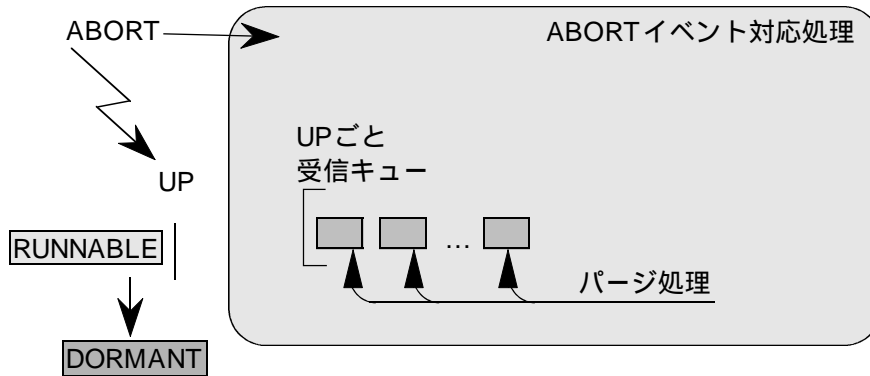 ABORT
ABORTイベント対応処理
UPごと
受信キュー
UP
RUNNABLE
…
パージ処理
DORMANT